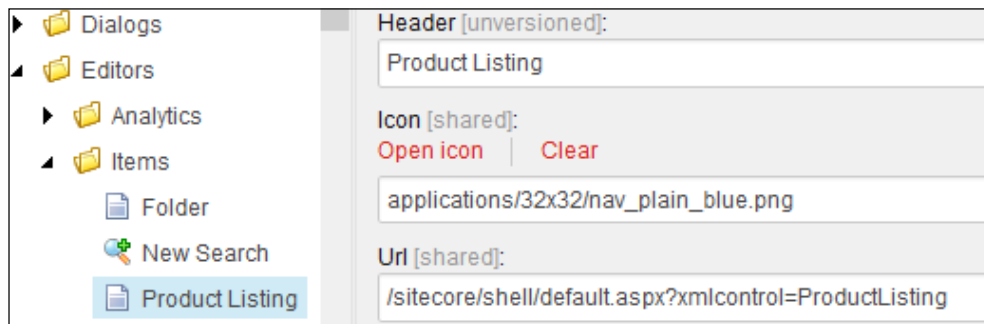 Dialogs
Editors
Analytics
Items
Folder
New Search
Product Listing
Header [unversioned]:
Product Listing
Icon [shared]:
Open icon | Clear
applications/32x32/nav_plain_blue.png
Url [shared]:
/sitecore/shell/default.aspx?xmlcontrol=ProductListing